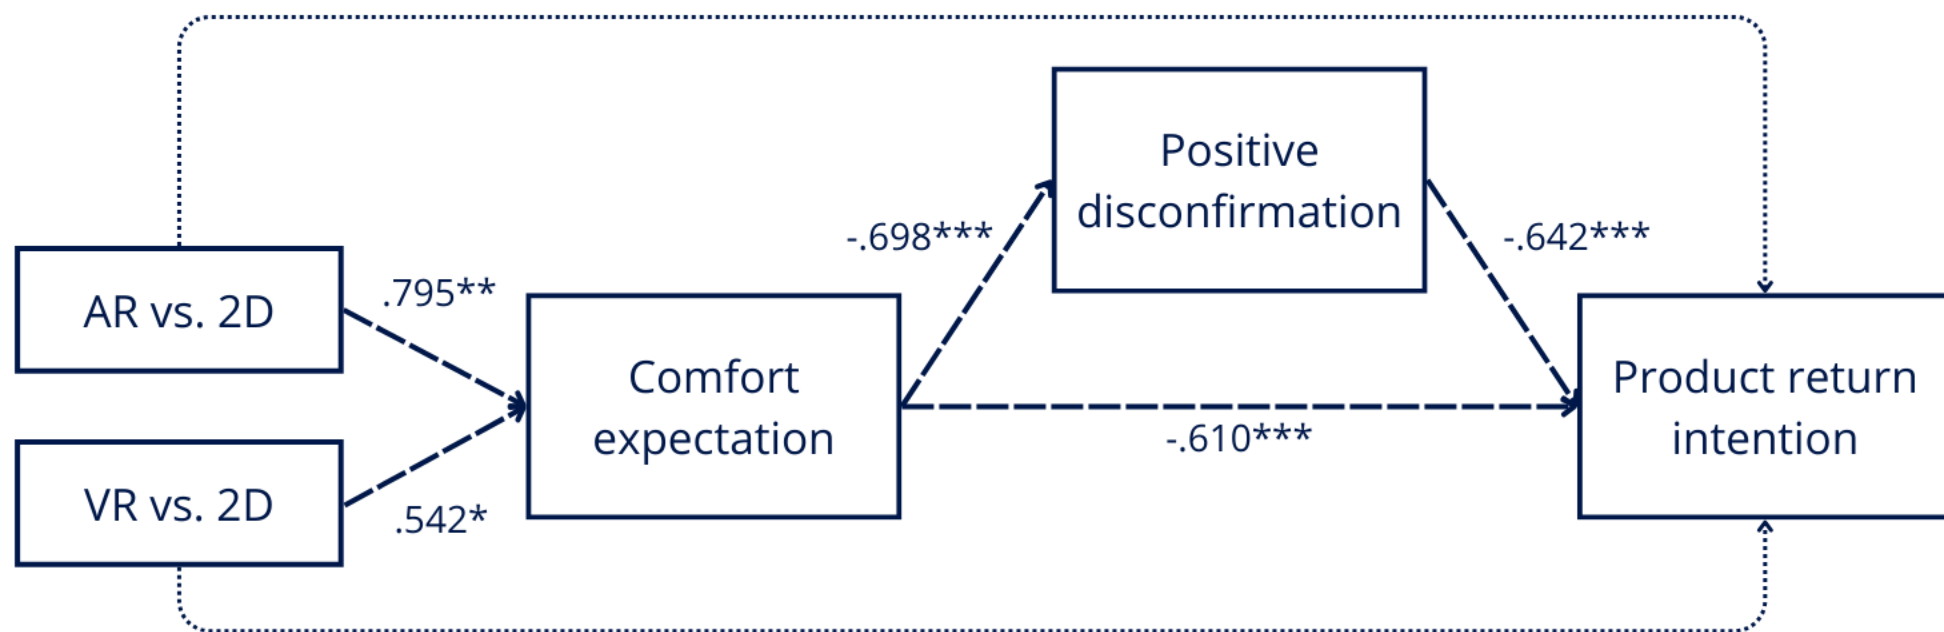 Positive
disconfirmation
-.698***
-.642***
AR vs. 2D
.795**
Comfort
expectation
Product return
intention
-.610***
VR vs. 2D
.542*